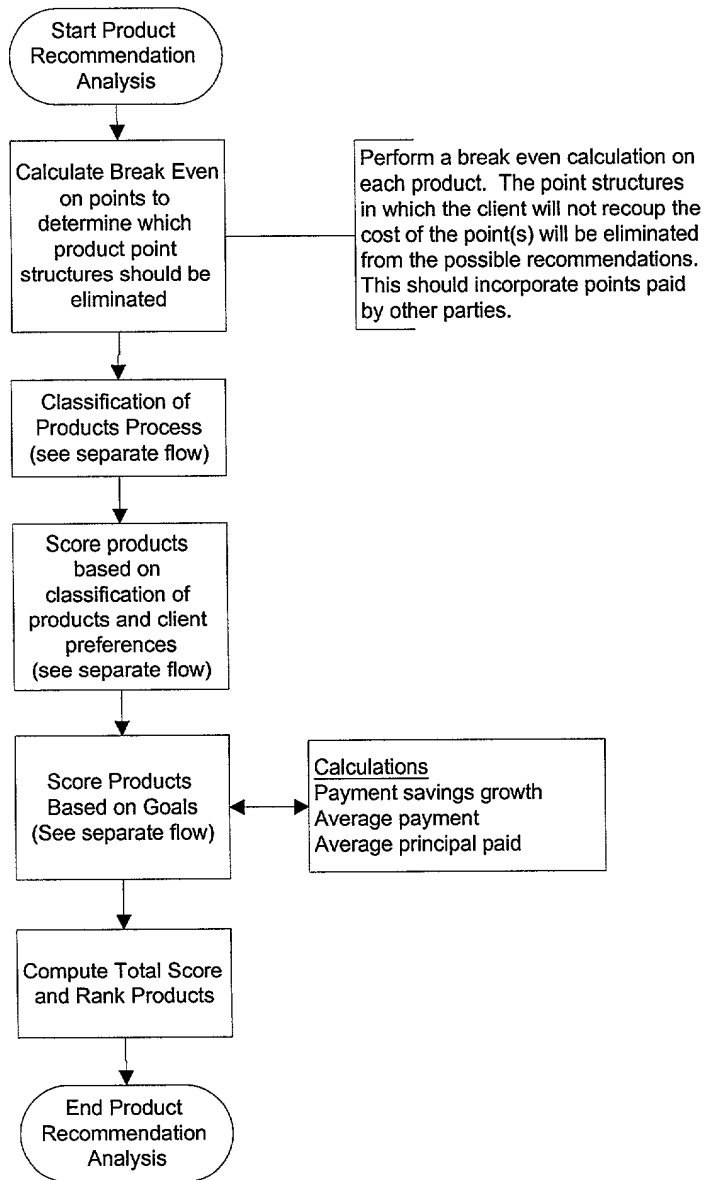 Start Product
Recommendation
Analysis
Calculate Break Even
on points to
determine which
product point
structures should be
eliminated
Perform a break even calculation on
each product. The point structures
in which the client will not recoup the
cost of the point(s) will be eliminated
from the possible recommendations.
This should incorporate points paid
by other parties.
Classification of
Products Process
(see separate flow)
Score products
based on
classification of
products and client
preferences
(see separate flow)
Score Products
Based on Goals
(See separate flow)
Calculations
Payment savings growth
Average payment
Average principal paid
Compute Total Score
and Rank Products
End Product
Recommendation
Analysis